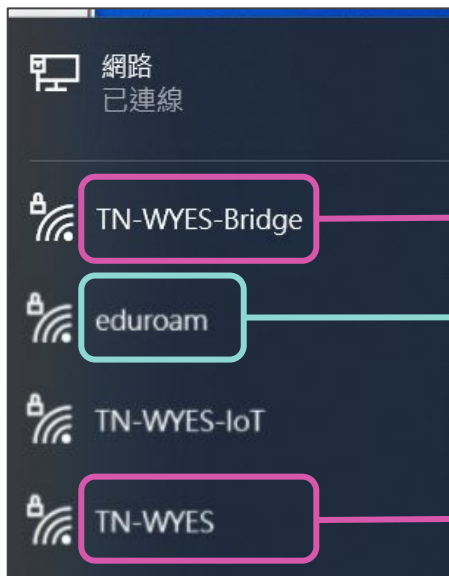 網路
已連線
TN-WYES-Bridge
eduroam
TN-WYES-IoT
TN-WYES